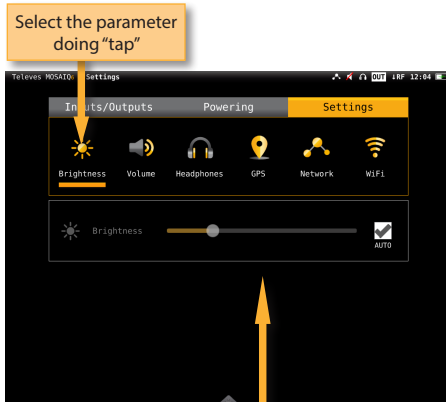 Select the parameter
doing “tap”
Televes MOSAIQ6 Settings OUT ↓RF 12:04
Inputs/Outputs Powering Settings
Brightness Volume Headphones GPS Network WiFi
Brightness
AUTO